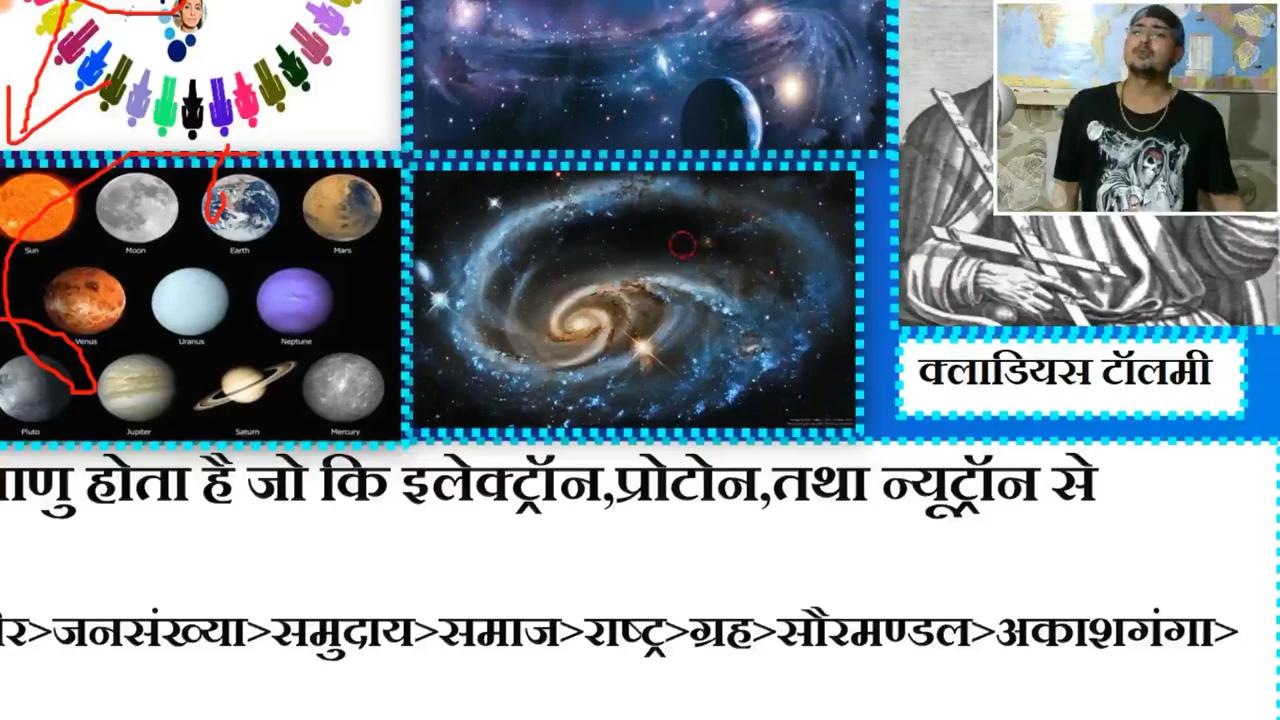 Sun Moon Earth Mars
Venus Uranus Neptune
क्लाडियस टॉलमी
Pluto Jupiter Saturn Mercury
होता है जो कि इलेक्ट्रॉन,प्रोटोन,तथा न्यूट्रॉन से
>जनसंख्या>समुदाय>समाज>राष्ट्र>ग्रह>सौरमण्डल>अकाशगंगा>